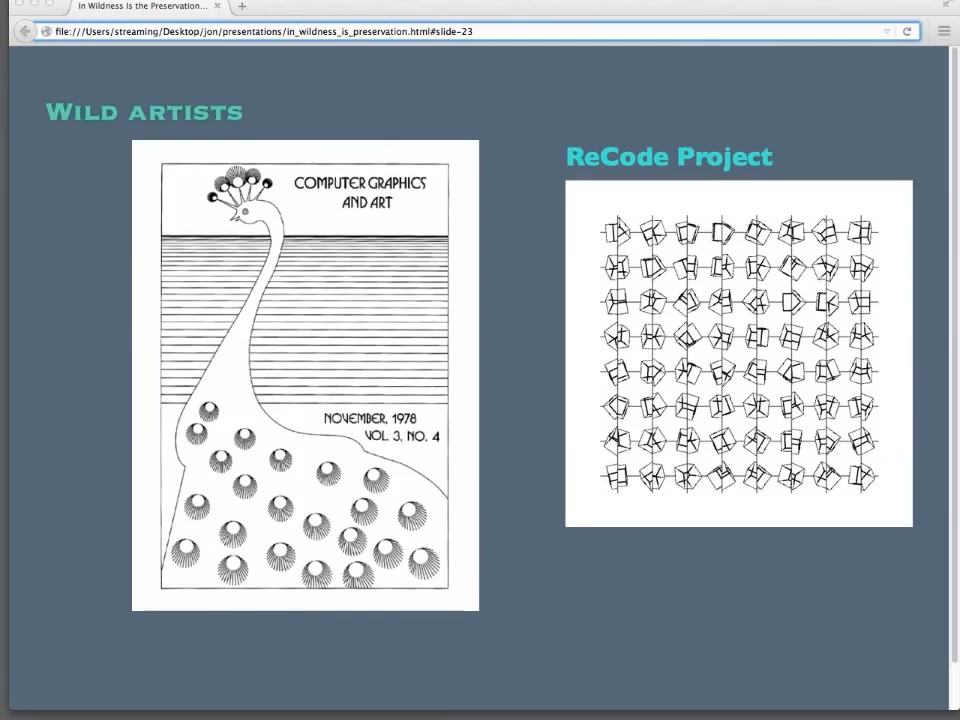 In Wildness Is the Preservation...
file:///Users/streaming/Desktop/jon/presentations/in_wildness_is_preservation.html#slide-23
Wild artists
COMPUTER GRAPHICS
AND ART
NOVEMBER, 1978
VOL. 3, NO. 4
ReCode Project